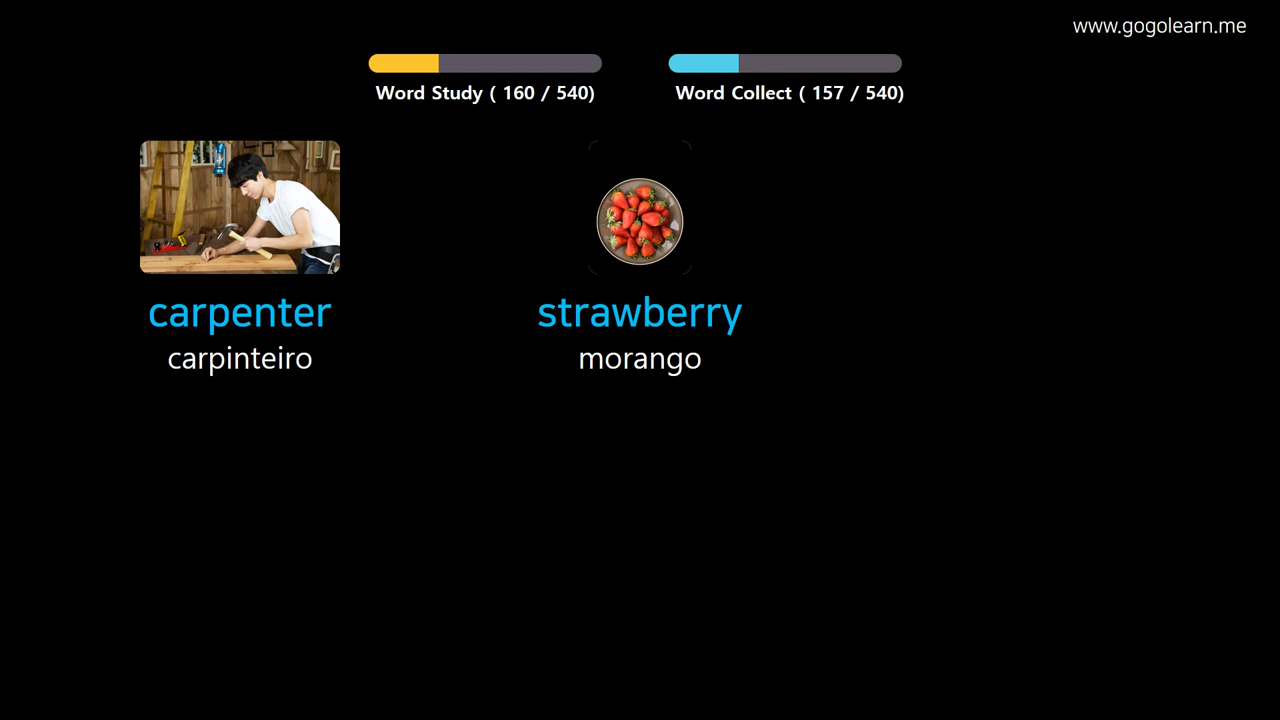 www.gogolearn.me
Word Study ( 160 / 540)
Word Collect ( 157 / 540)
carpenter
carpinteiro
strawberry
morango